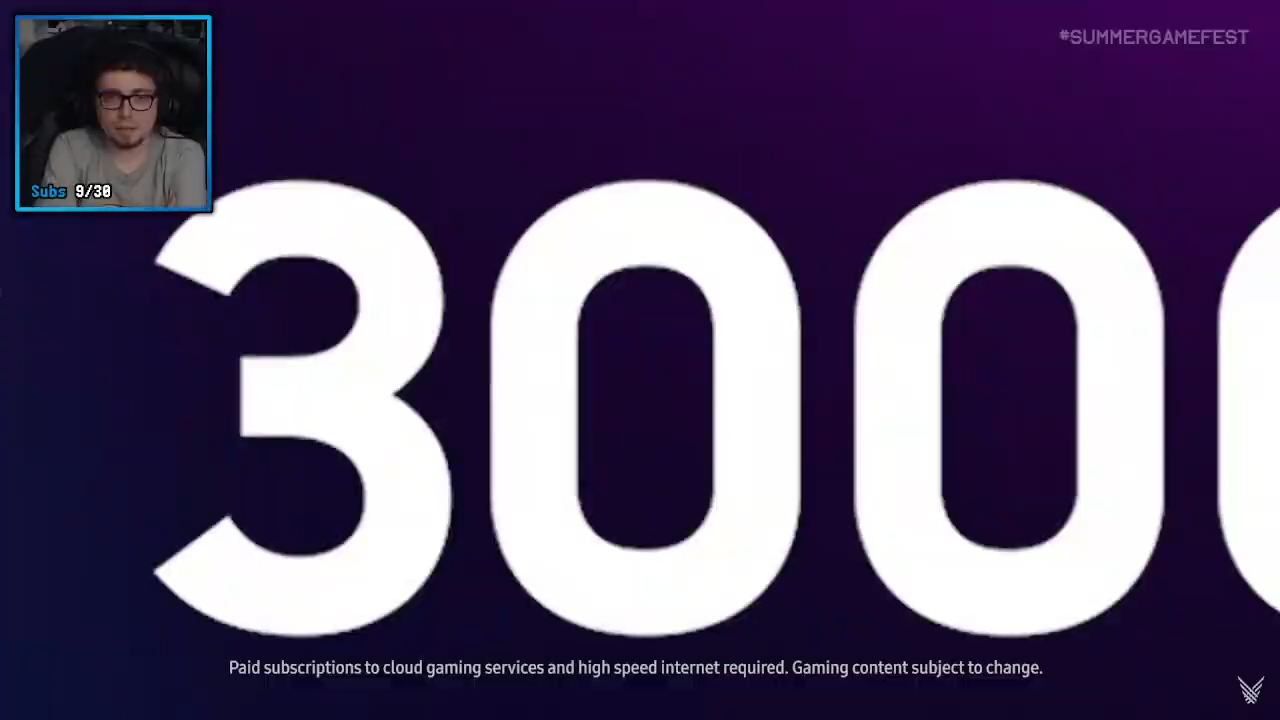 #SUMMERGAMEFEST
Subs 9/30
300
Paid subscriptions to cloud gaming services and high speed internet required. Gaming content subject to change.